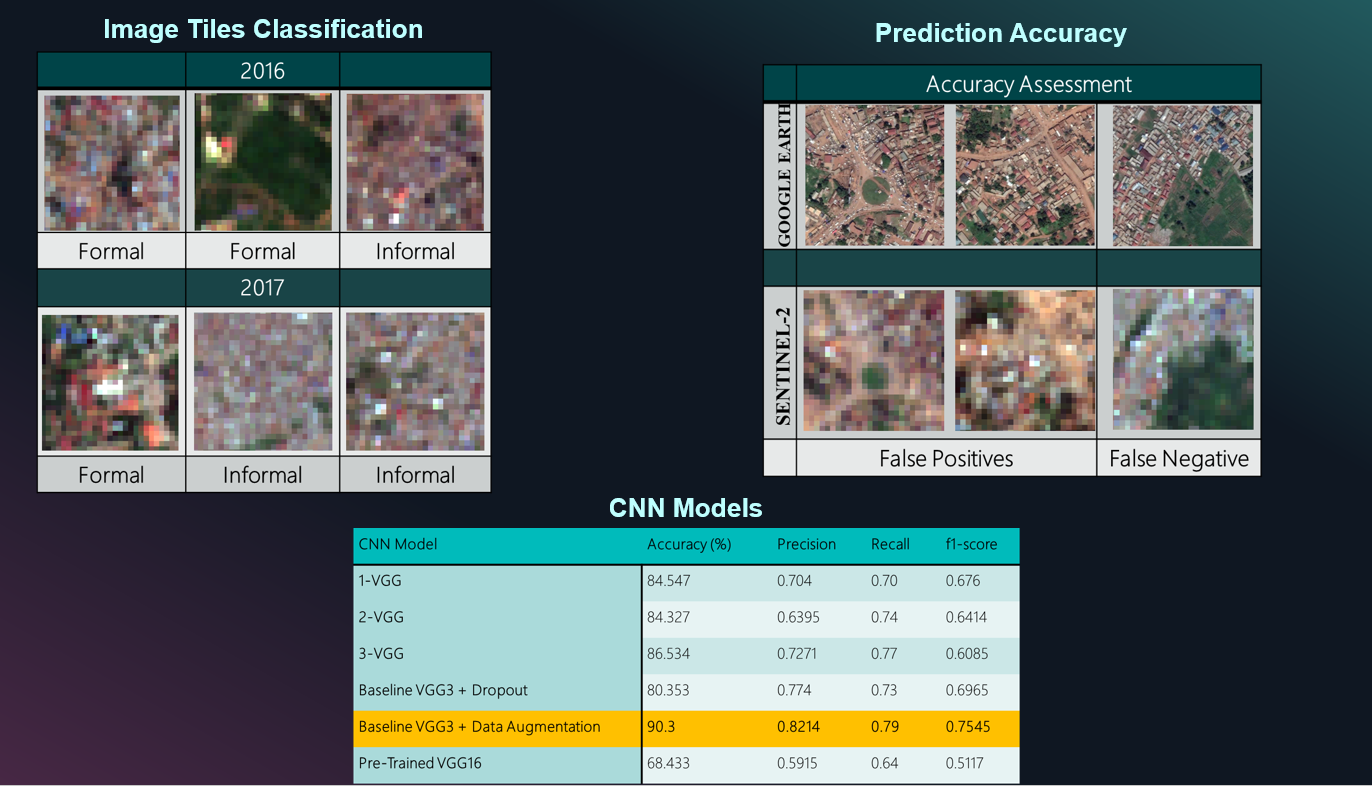 Image Tiles Classification
2016
Formal
Formal
Informal
2017
Formal
Informal
Informal
Prediction Accuracy
Accuracy Assessment
GOOGLE EARTH
SENTINEL-2
False Positives
False Negative
CNN Models
CNN Model Accuracy (%) Precision Recall f1-score
1-VGG 84.547 0.704 0.70 0.676
2-VGG 84.327 0.6395 0.74 0.6414
3-VGG 86.534 0.7271 0.77 0.6085
Baseline VGG3 + Dropout 80.353 0.774 0.73 0.6965
Baseline VGG3 + Data Augmentation 90.3 0.8214 0.79 0.7545
Pre-Trained VGG16 68.433 0.5915 0.64 0.5117